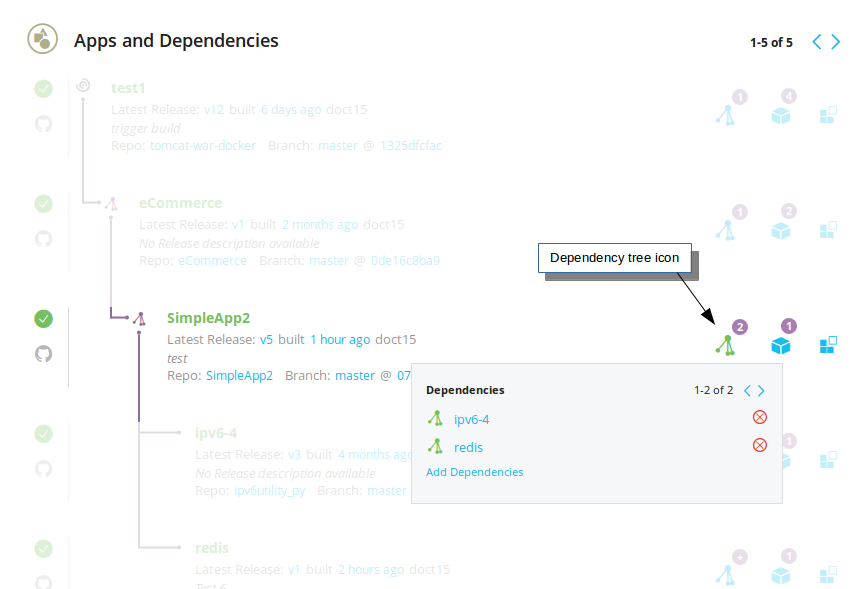 Apps and Dependencies
1-5 of 5
test1
Latest Release: v12 built 6 days ago doct15
trigger build
Repo: tomcat-war-docker Branch: master @ 1325dfcfac
1
4
eCommerce
Latest Release: v1 built 2 months ago doct15
No Release description available
Repo: eCommerce Branch: master @ 0de16c8ba9
1
2
Dependency tree icon
SimpleApp2
Latest Release: v5 built 1 hour ago doct15
test
Repo: SimpleApp2 Branch: master @ 07
2
1
Dependencies
1-2 of 2
ipv6-4
redis
Add Dependencies
ipv6-4
Latest Release: v3 built 4 months ago
No Release description available
Repo: ipv6utility_py Branch: master
1
redis
Latest Release: v1 built 2 hours ago doct15
Test 6
+
1